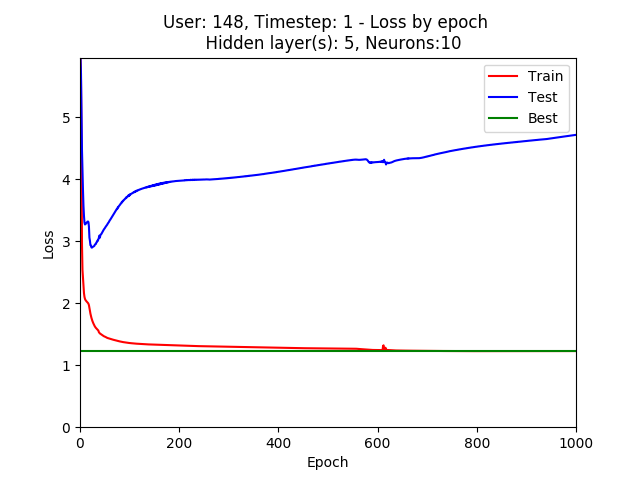 User: 148, Timestep: 1 - Loss by epoch
Hidden layer(s): 5, Neurons:10
Train
Test
Best
5
4
3
2
1
0
Loss
0 200 400 600 800 1000
Epoch